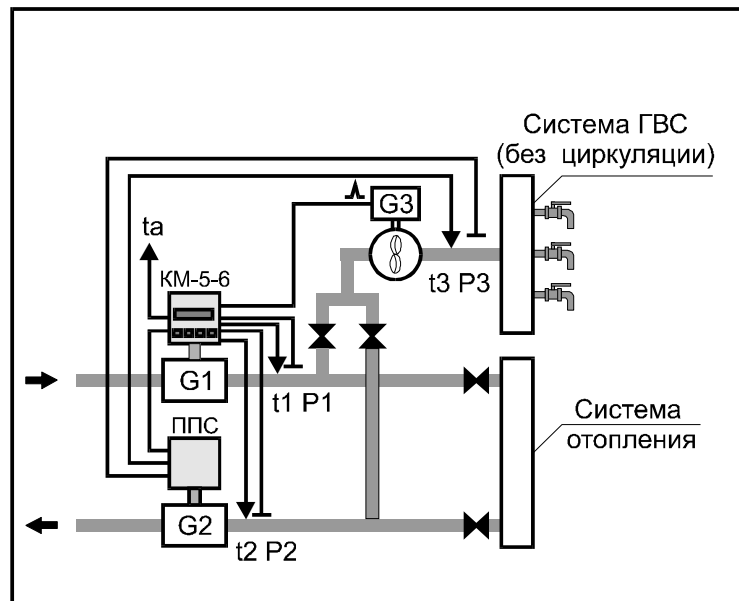 Система ГВС
(без циркуляции)
G3
ta
КМ-5-6
t3 P3
G1
t1 P1
ППС
Система
отопления
G2
t2 P2